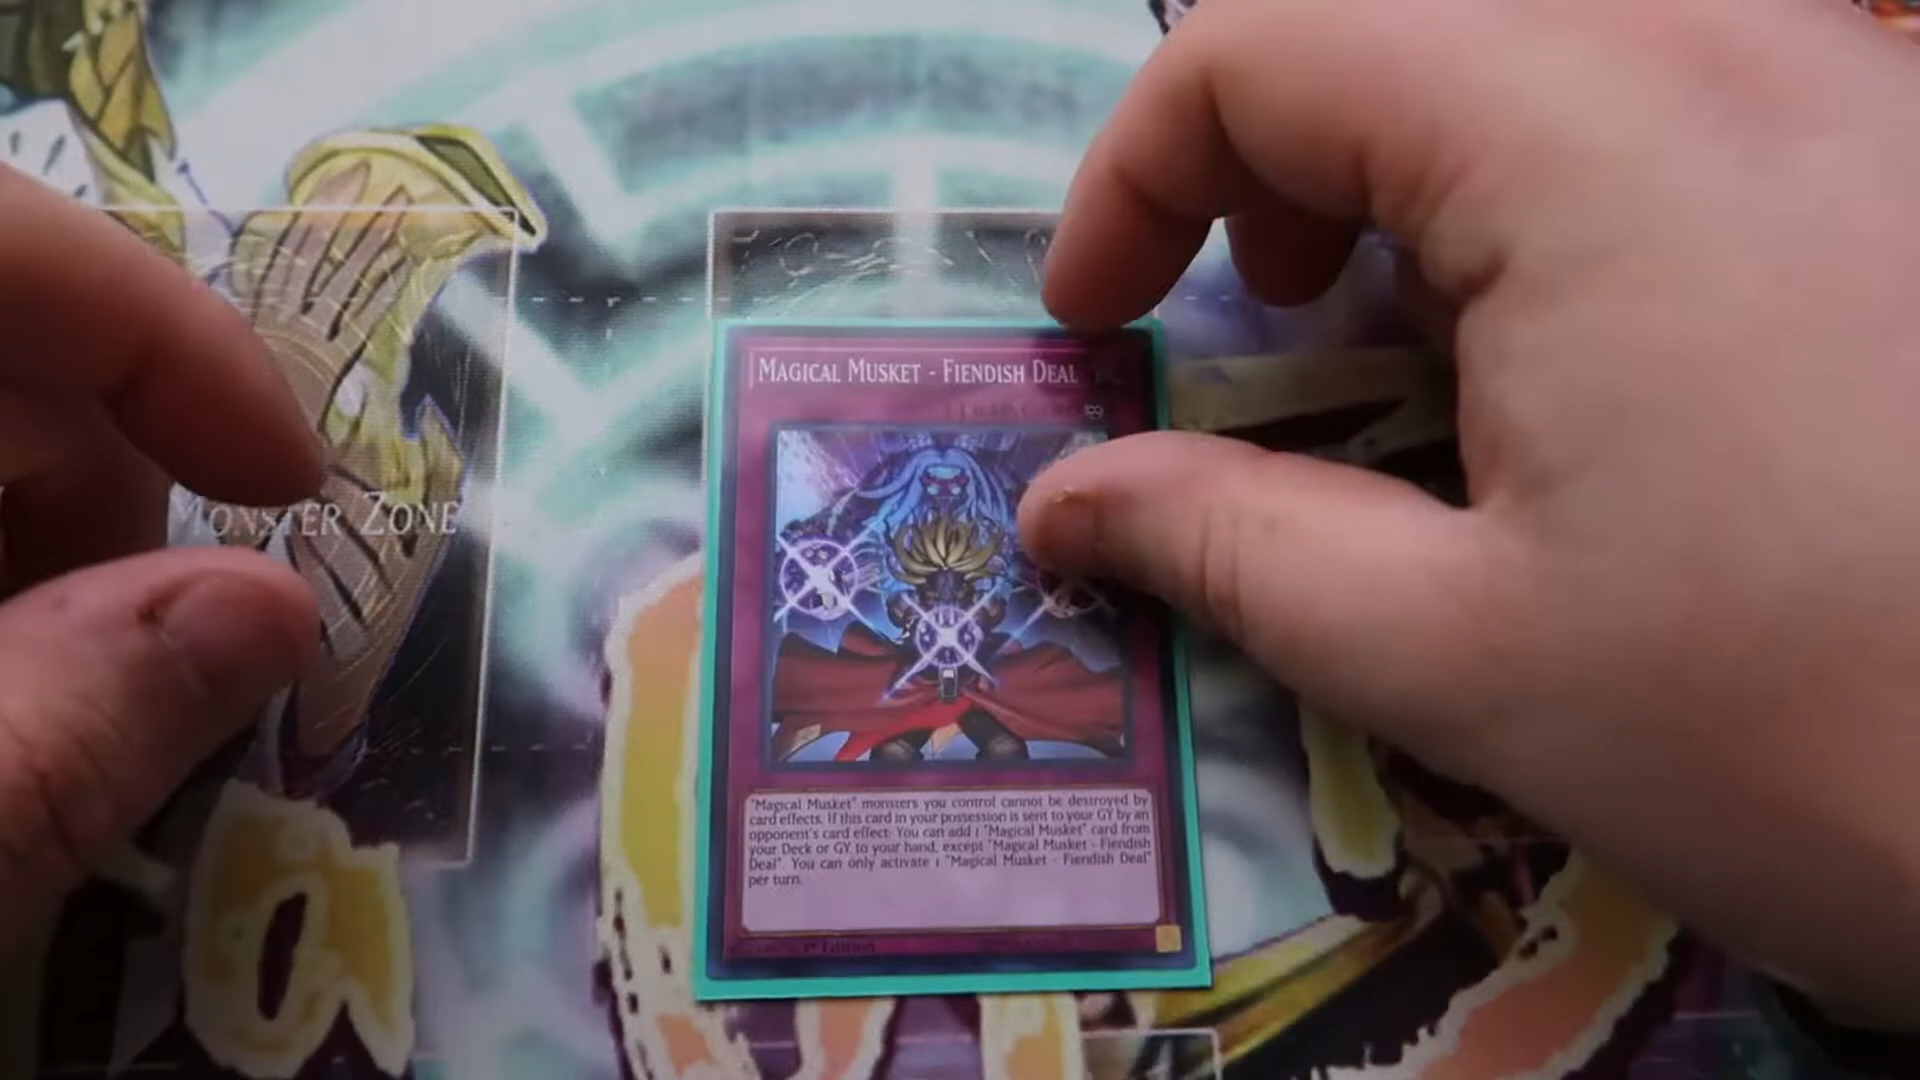 Magical Musket - Fiendish Deal
Monster Zone
"Magical Musket" monsters you control cannot be destroyed by
card effects. If this card in your possession is sent to your GY by an
opponent's card effect: You can add 1 "Magical Musket" card from
your Deck or GY to your hand, except "Magical Musket - Fiendish
Deal". You can only activate 1 "Magical Musket - Fiendish Deal"
per turn.
1st Edition